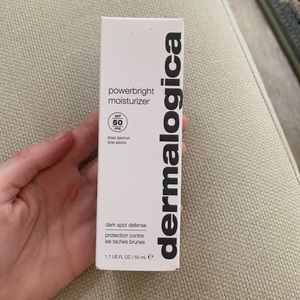 powerbright
moisturizer
SPF
50
FPS
broad spectrum
large spectre
dark spot defense
protection contre
les taches brunes
1.7 US FL OZ / 50 mL e
dermalogica